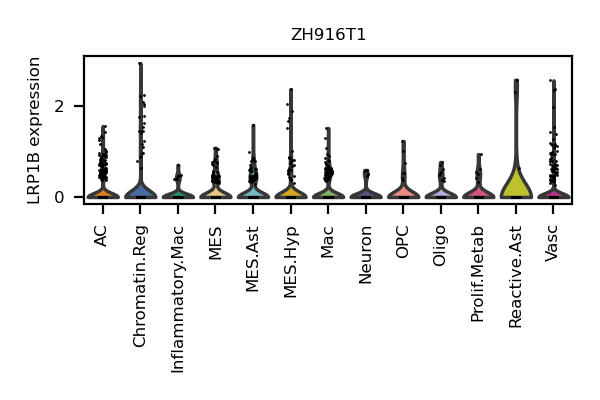 ZH916T1
LRP1B expression
2
0
AC
Chromatin.Reg
Inflammatory.Mac
MES
MES.Ast
MES.Hyp
Mac
Neuron
OPC
Oligo
Prolif.Metab
Reactive.Ast
Vasc